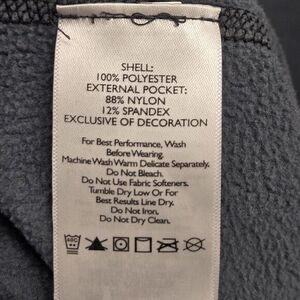 SHELL:
100% POLYESTER
EXTERNAL POCKET:
88% NYLON
12% SPANDEX
EXCLUSIVE OF DECORATION
For Best Performance, Wash
Before Wearing.
Machine Wash Warm Delicate Separately.
Do Not Bleach.
Do Not Use Fabric Softeners.
Tumble Dry Low Or For
Best Results Line Dry.
Do Not Iron.
Do Not Dry Clean.